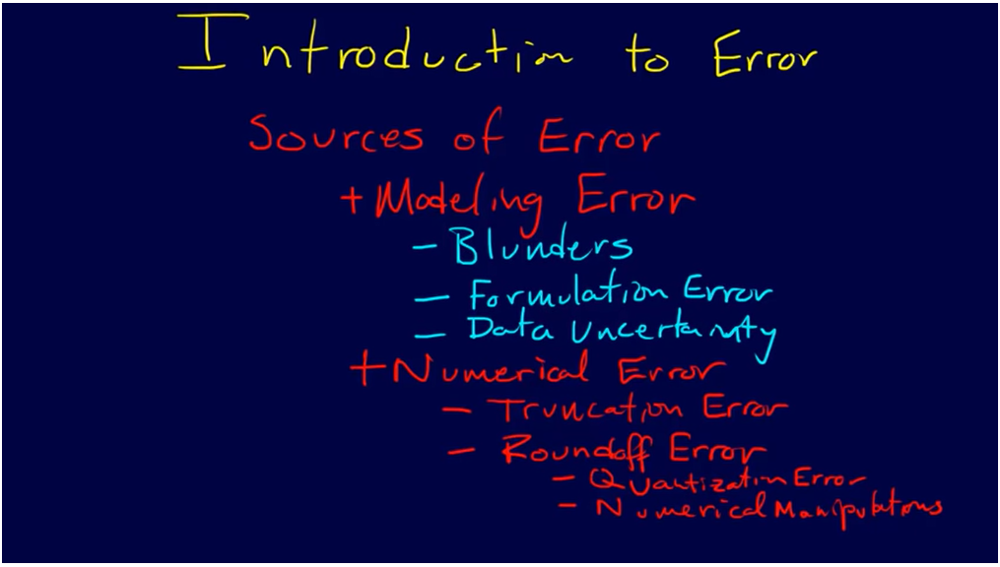 Introduction to Error
Sources of Error
+ Modeling Error
- Blunders
- Formulation Error
- Data Uncertainty
+ Numerical Error
- Truncation Error
- Roundoff Error
- Quantization Error
- Numerical Manipulations